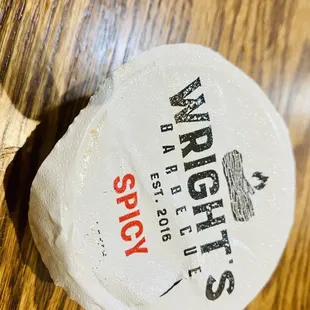 WRIGHT'S
BARBECUE
EST. 2016
SPICY